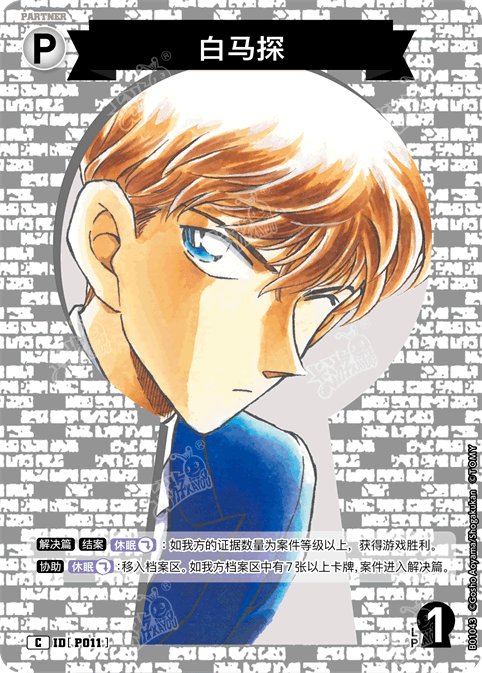 PARTNER
P
白马探
解决篇 结案 休眠 ：如我方的证据数量为案件等级以上，获得游戏胜利。
协助 休眠 ：移入档案区。如我方档案区中有7张以上卡牌,案件进入解决篇。
C ID[P011]
LP 1
B01043 ©Gosho Aoyama/Shogakukan ©TOMY